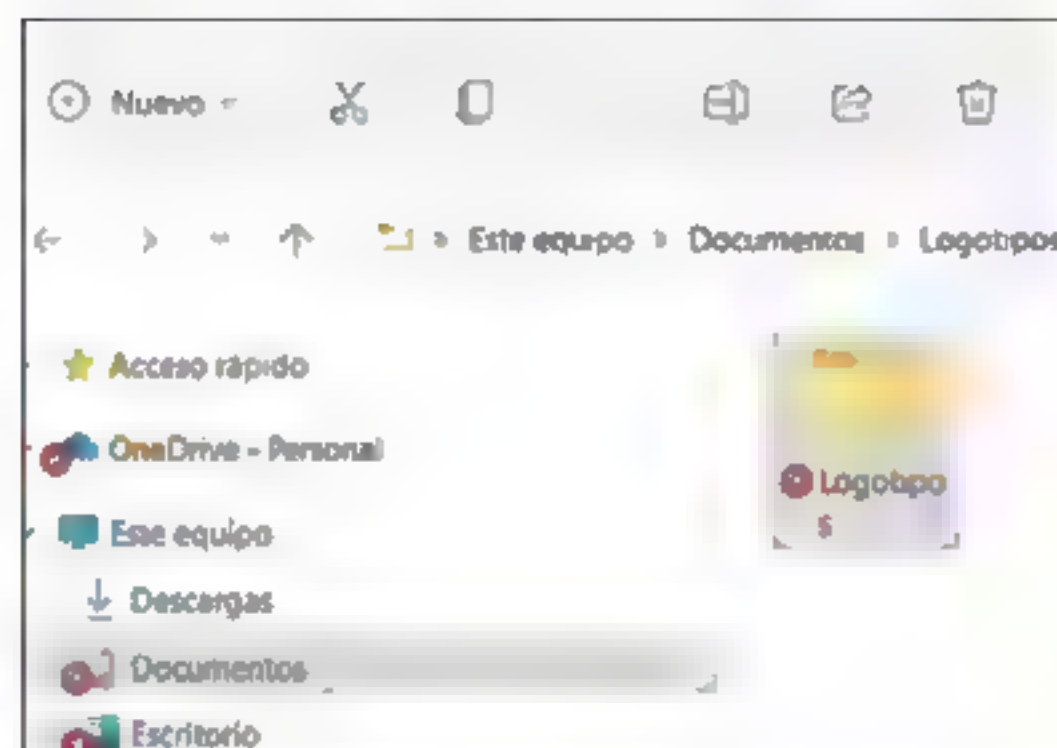 Nuevo
Este equipo > Documentos > Logotipos
Acceso rápido
OneDrive - Personal
Este equipo
Descargas
Documentos
Escritorio
Logotipo
s